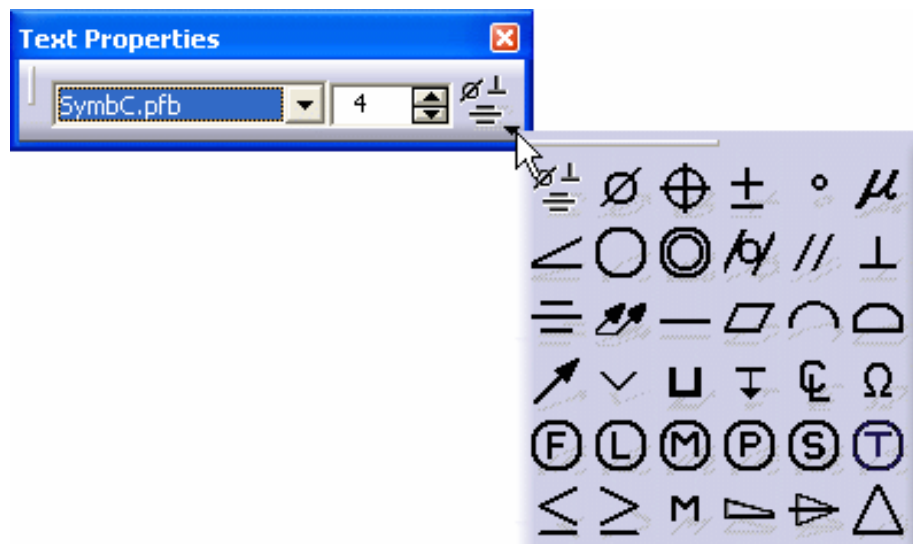 Text Properties
SymbC.pfb 4
Ø ⌖ ± ° μ
∠ ○ ◎ ⌭ // ⊥
⌯ ⌰ — ▱ ⌒ ⌓
↗ ⌵ ⌴ ↧ ℄ Ω
Ⓕ Ⓛ Ⓜ Ⓟ Ⓢ Ⓣ
≤ ≥ M ⌳ ⌲ △